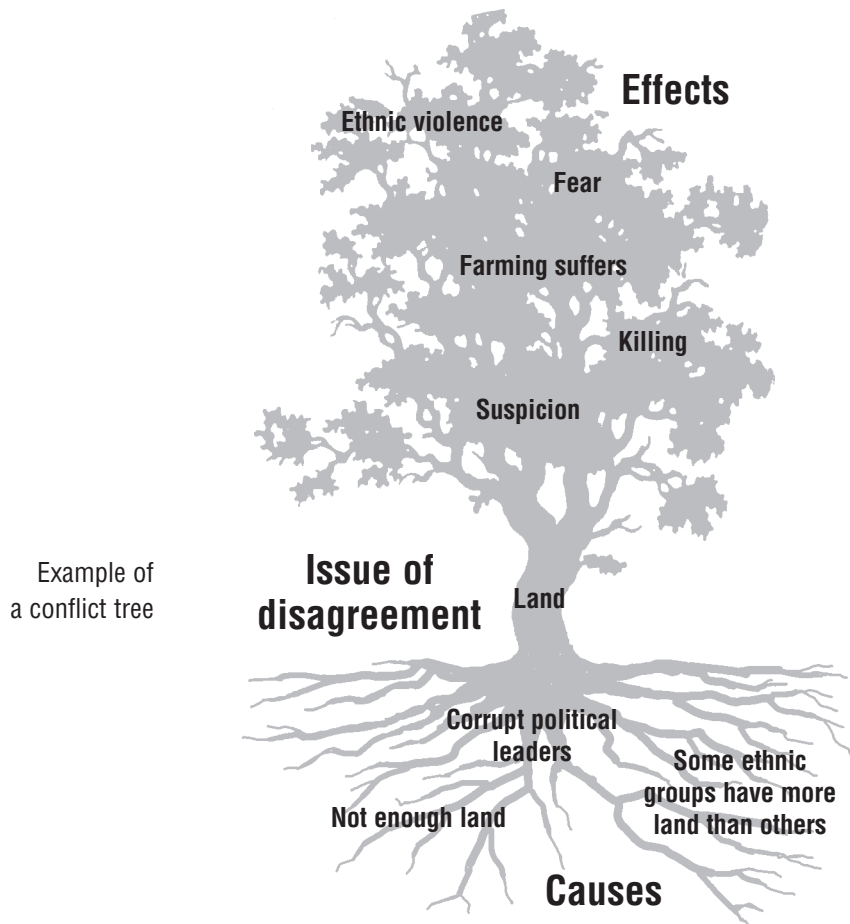 Effects
Ethnic violence
Fear
Farming suffers
Killing
Suspicion
Example of
a conflict tree
Issue of
disagreement
Land
Corrupt political
leaders
Some ethnic
groups have more
land than others
Not enough land
Causes